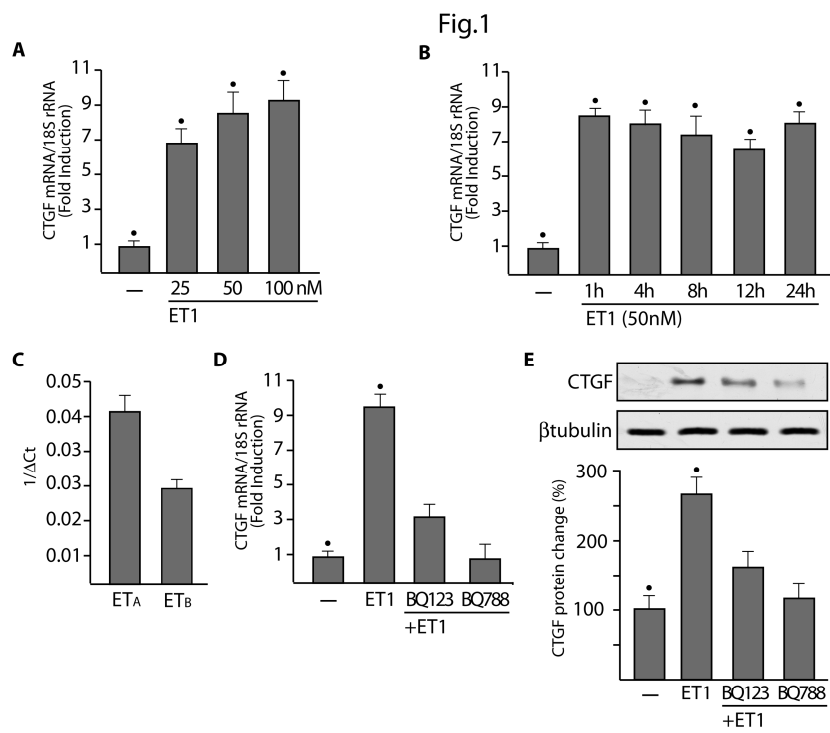 Fig.1
A
CTGF mRNA/18S rRNA
(Fold Induction)
11
9
7
5
3
1
—
25 50 100 nM
ET1
B
CTGF mRNA/18S rRNA
(Fold Induction)
11
9
7
5
3
1
—
1h 4h 8h 12h 24h
ET1 (50nM)
C
1/ΔCt
0.05
0.04
0.03
0.02
0.01
ETA ETB
D
CTGF mRNA/18S rRNA
(Fold Induction)
11
9
7
5
3
1
—
ET1 BQ123 BQ788
+ET1
E
CTGF
βtubulin
CTGF protein change (%)
300
200
100
—
ET1 BQ123 BQ788
+ET1